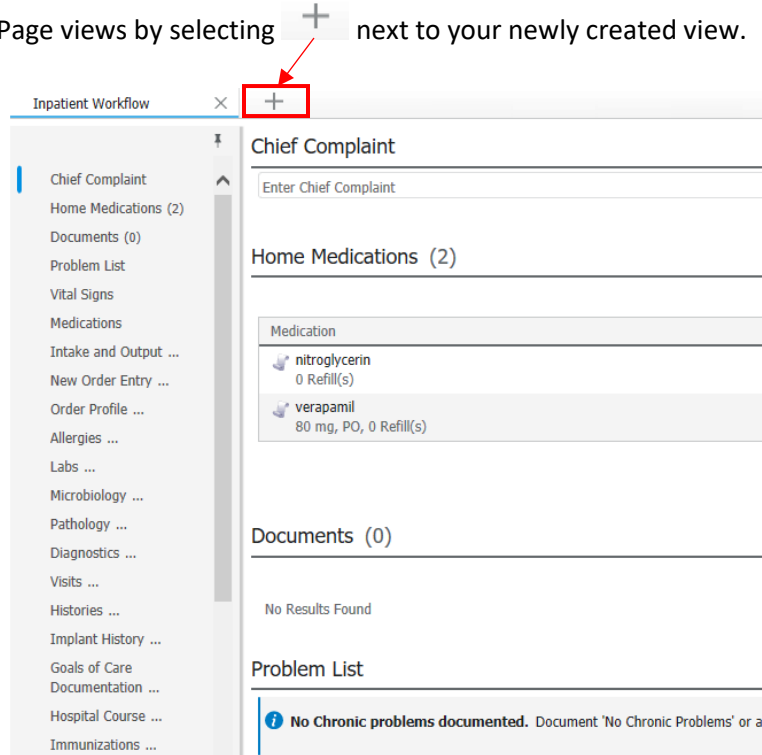 Page views by selecting + next to your newly created view.
Inpatient Workflow × +
Chief Complaint
Home Medications (2)
Documents (0)
Problem List
Vital Signs
Medications
Intake and Output ...
New Order Entry ...
Order Profile ...
Allergies ...
Labs ...
Microbiology ...
Pathology ...
Diagnostics ...
Visits ...
Histories ...
Implant History ...
Goals of Care
Documentation ...
Hospital Course ...
Immunizations ...
Chief Complaint
Enter Chief Complaint
Home Medications (2)
Medication
nitroglycerin
0 Refill(s)
verapamil
80 mg, PO, 0 Refill(s)
Documents (0)
No Results Found
Problem List
No Chronic problems documented. Document 'No Chronic Problems' or a